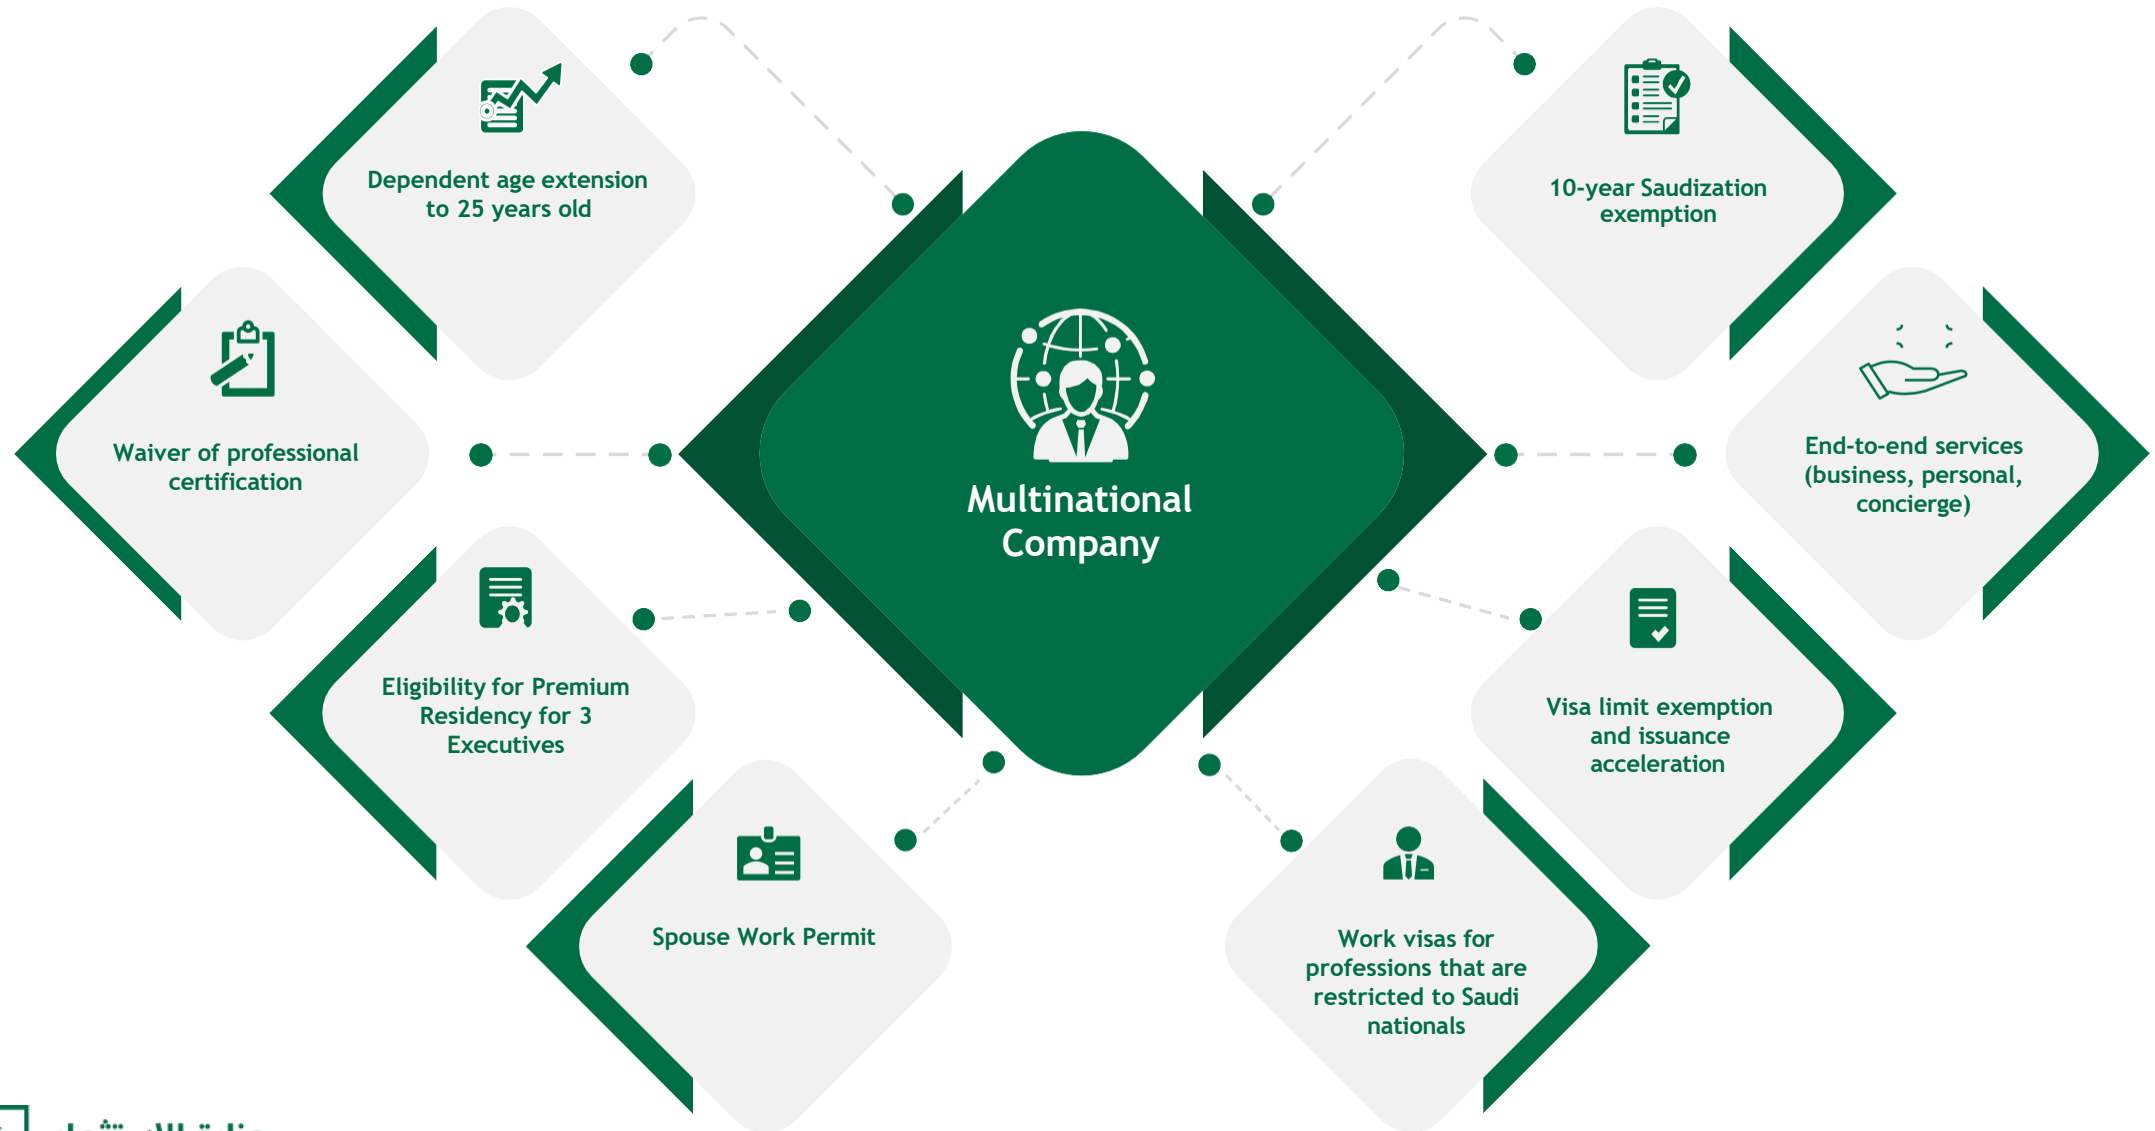 Dependent age extension
to 25 years old
10-year Saudization
exemption
Waiver of professional
certification
Multinational
Company
End-to-end services
(business, personal,
concierge)
Eligibility for Premium
Residency for 3
Executives
Visa limit exemption
and issuance
acceleration
Spouse Work Permit
Work visas for
professions that are
restricted to Saudi
nationals